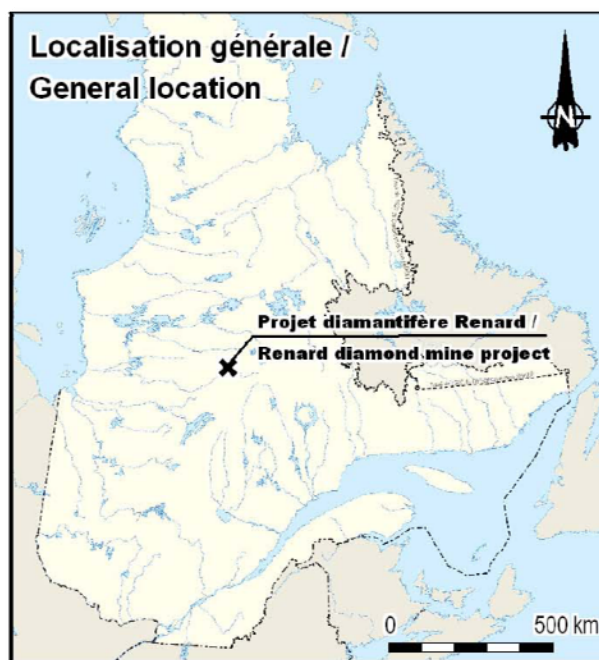 Localisation générale /
General location
N
Projet diamantifère Renard /
Renard diamond mine project
0 500 km